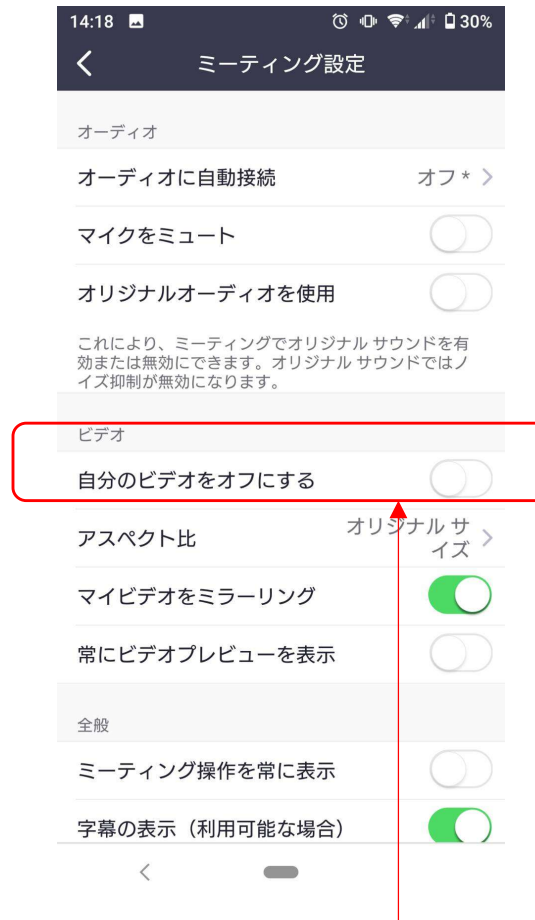 14:18 30%
ミーティング設定
オーディオ
オーディオに自動接続 オフ *
マイクをミュート
オリジナルオーディオを使用
これにより、ミーティングでオリジナル サウンドを有
効または無効にできます。オリジナル サウンドではノ
イズ抑制が無効になります。
ビデオ
自分のビデオをオフにする
アスペクト比 オリジナル サ
イズ
マイビデオをミラーリング
常にビデオプレビューを表示
全般
ミーティング操作を常に表示
字幕の表示（利用可能な場合）